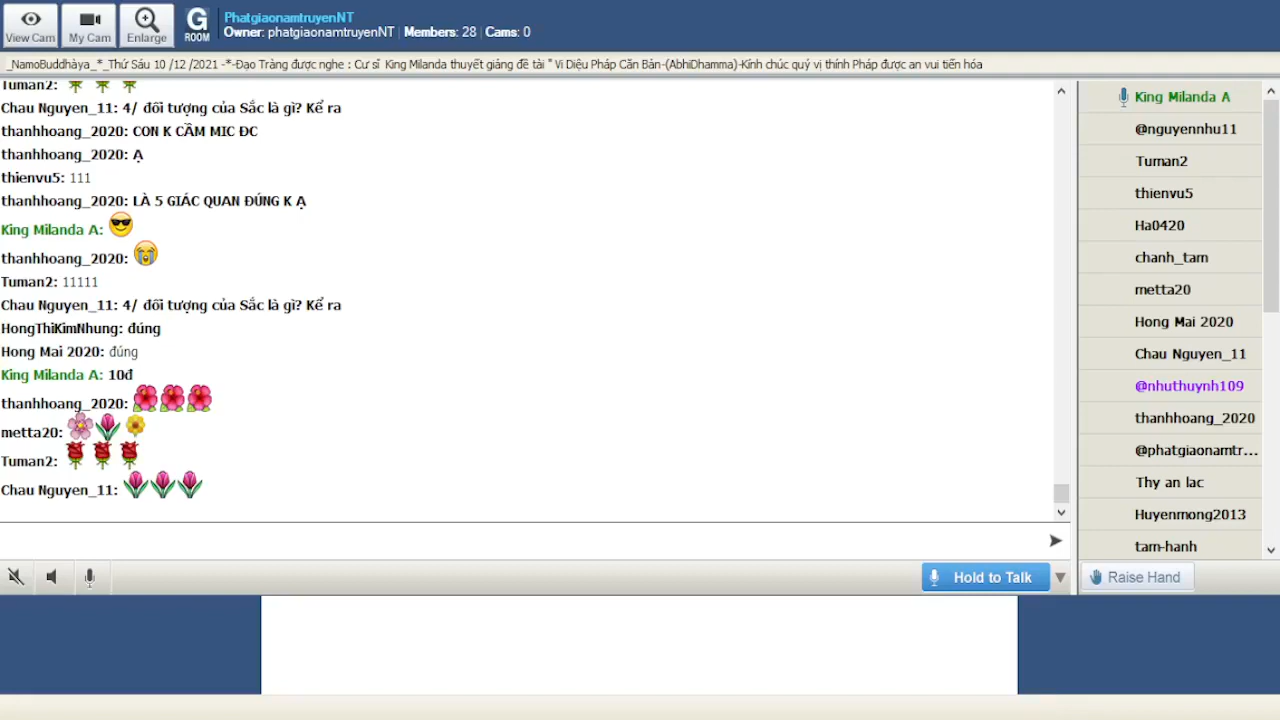 View Cam
My Cam
Enlarge
G
ROOM
PhatgiaonamtruyenNT
Owner: phatgiaonamtruyenNT | Members: 28 | Cams: 0
_NamoBuddhàya_*_Thứ Sáu 10 /12 /2021 -*-Đạo Tràng được nghe : Cư sĩ  King Milanda thuyết giảng đề tài " Vi Diệu Pháp Căn Bản-(AbhiDhamma)-Kính chúc quý vị thính Pháp được an vui tiến hóa
Tuman2:
Chau Nguyen_11: 4/ đối tượng của Sắc là gì? Kể ra
thanhhoang_2020: CON K CẦM MIC ĐC
thanhhoang_2020: Ạ
thienvu5: 111
thanhhoang_2020: LÀ 5 GIÁC QUAN ĐÚNG K Ạ
King Milanda A:
thanhhoang_2020:
Tuman2: 11111
Chau Nguyen_11: 4/ đối tượng của Sắc là gì? Kể ra
HongThiKimNhung: đúng
Hong Mai 2020: đúng
King Milanda A: 10đ
thanhhoang_2020:
metta20:
Tuman2:
Chau Nguyen_11:
King Milanda A
@nguyennhu11
Tuman2
thienvu5
Ha0420
chanh_tam
metta20
Hong Mai 2020
Chau Nguyen_11
@nhuthuynh109
thanhhoang_2020
@phatgiaonamtr...
Thy an lac
Huyenmong2013
tam-hanh
Hold to Talk
Raise Hand